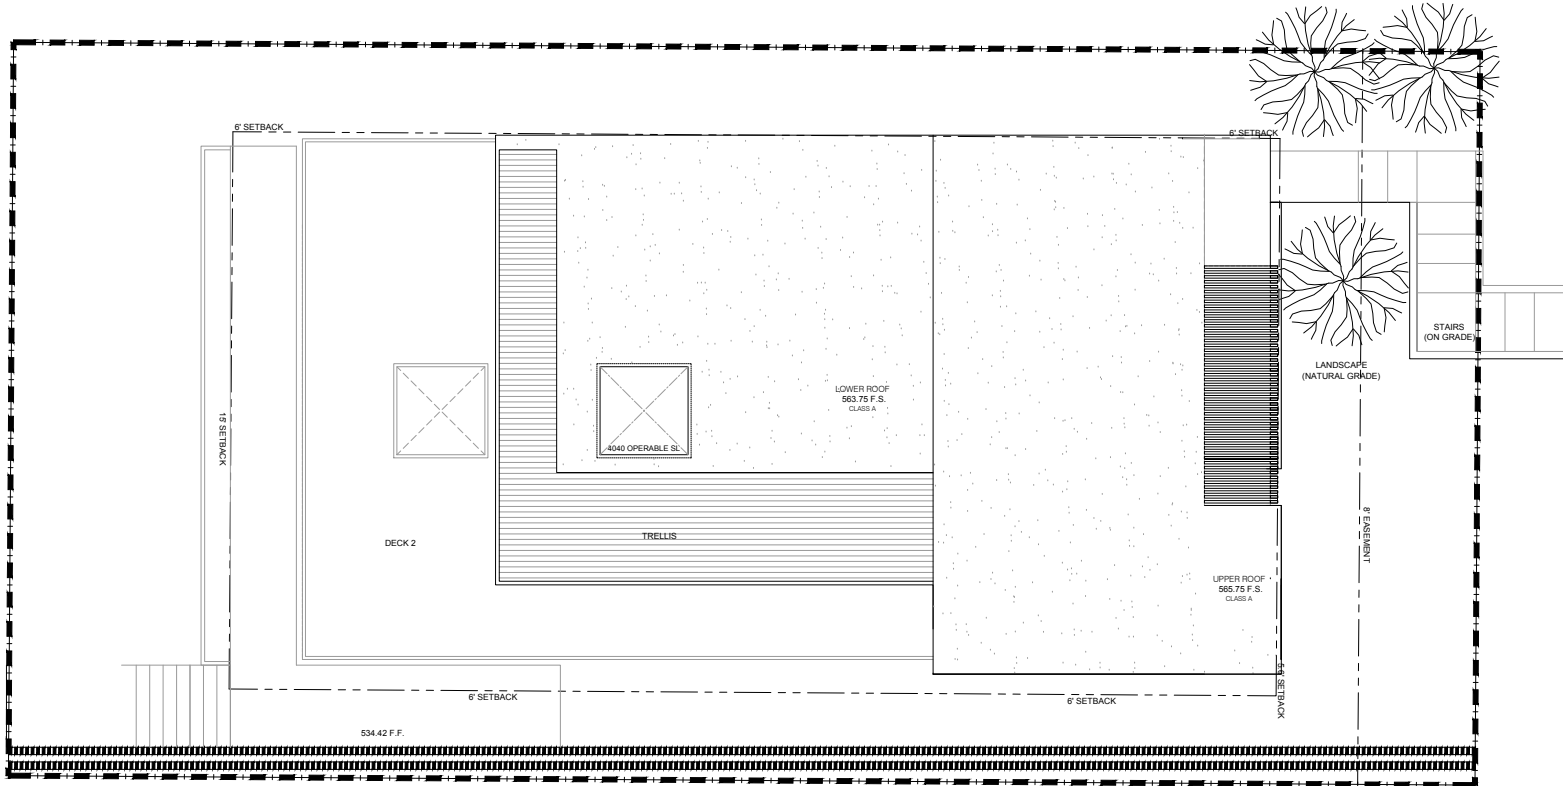 6' SETBACK
6' SETBACK
STAIRS
(ON GRADE)
LANDSCAPE
(NATURAL GRADE)
LOWER ROOF
563.75 F.S.
CLASS A
15' SETBACK
4040 OPERABLE SL
8' EASEMENT
TRELLIS
DECK 2
UPPER ROOF
565.75 F.S.
CLASS A
SETBACK
6' SETBACK
6' SETBACK
534.42 F.F.